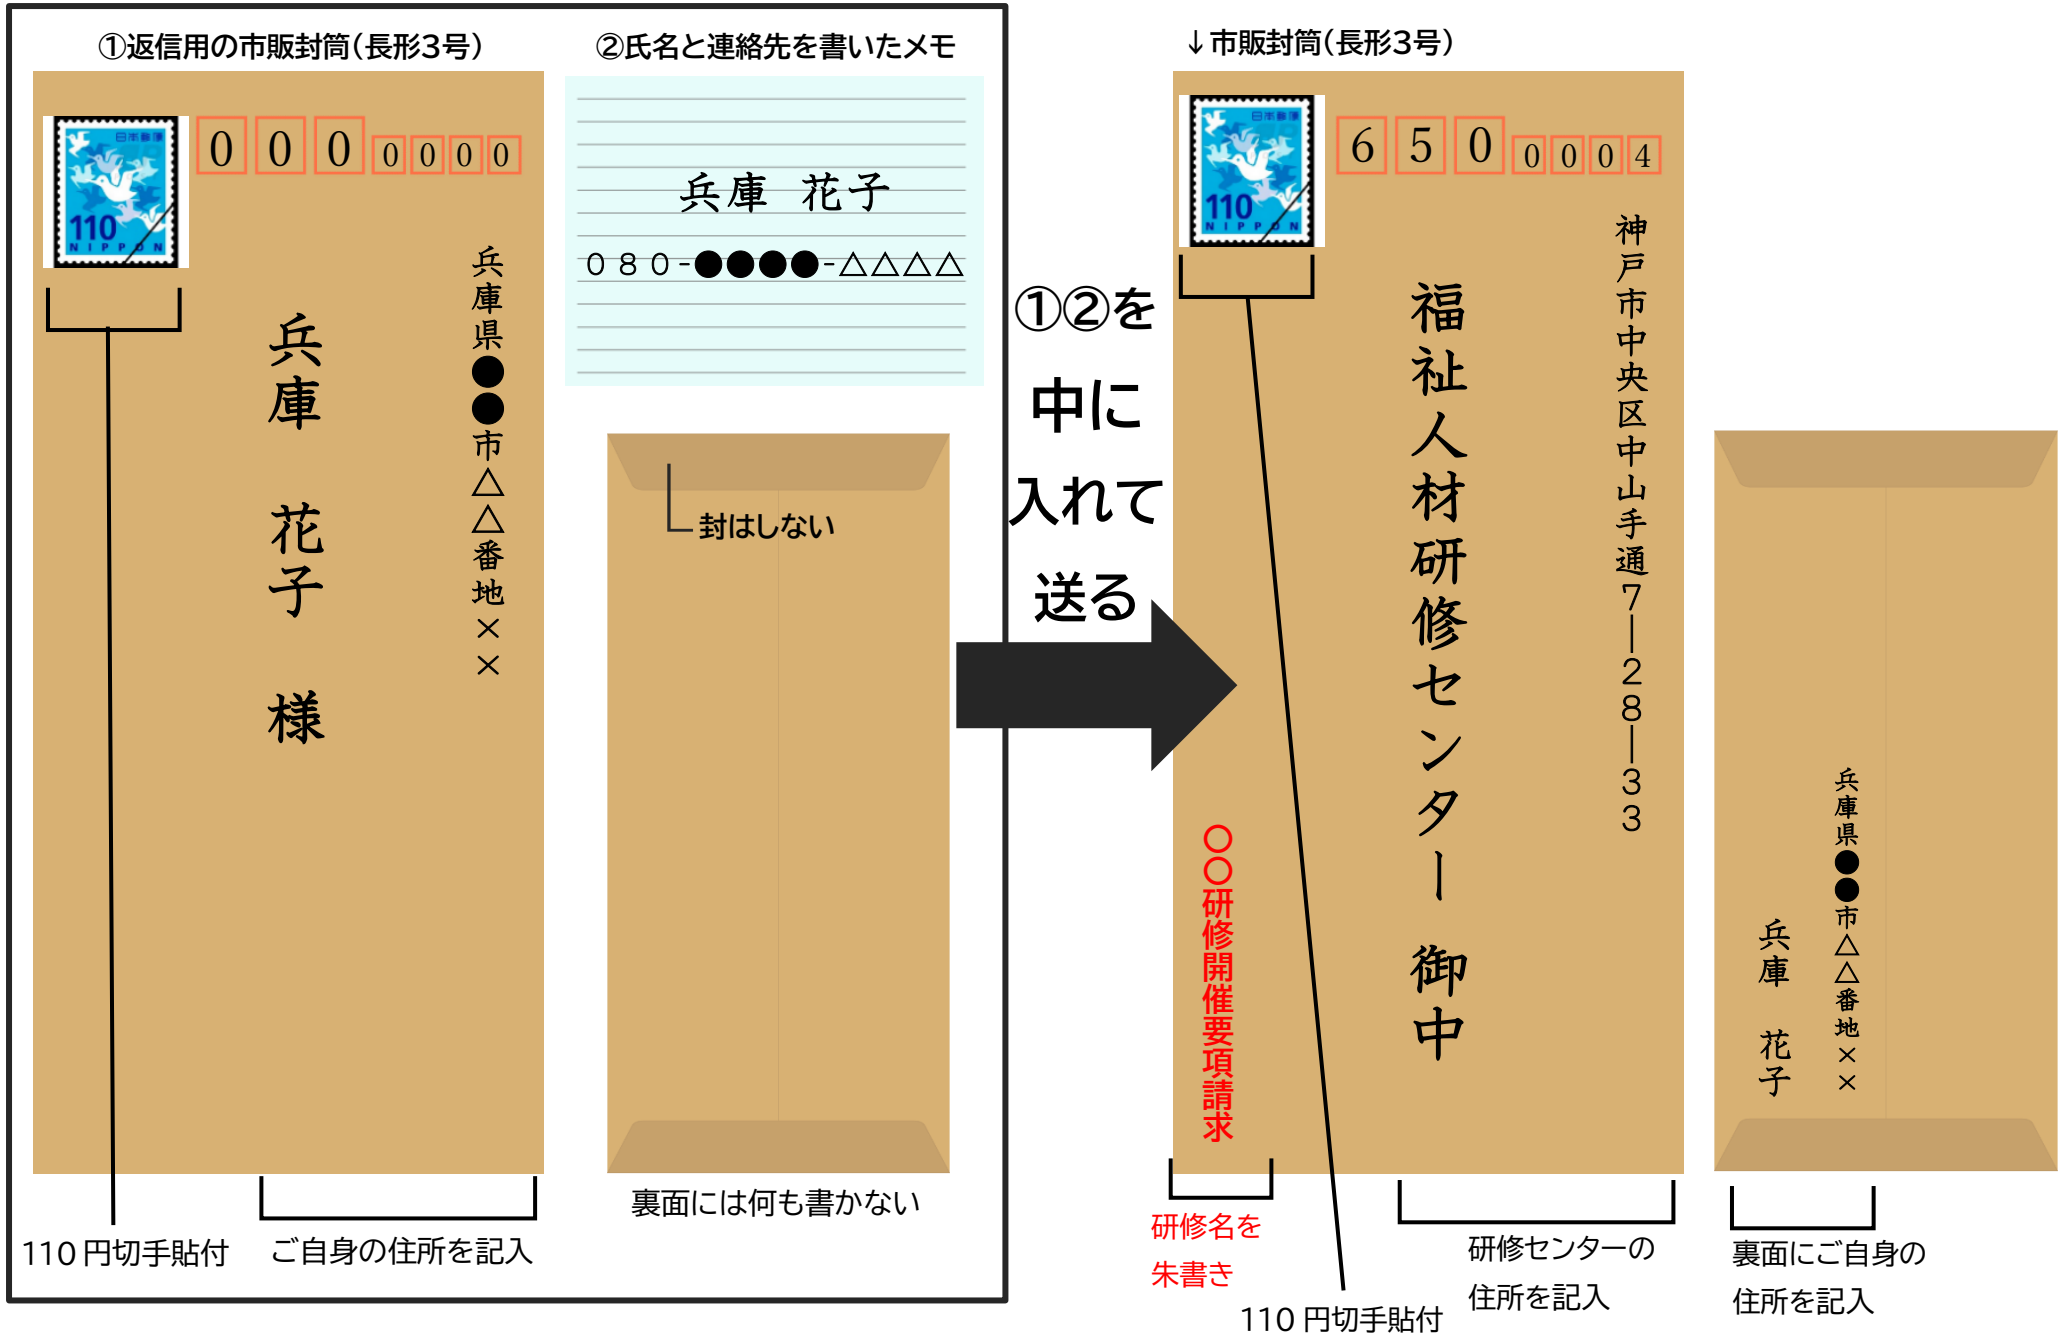 ①返信用の市販封筒(長形3号)
日本郵便
110
NIPPON
000 0000
兵庫県●●市△△番地××
兵庫 花子 様
110円切手貼付
ご自身の住所を記入
②氏名と連絡先を書いたメモ
兵庫 花子
080-●●●●-△△△△
封はしない
裏面には何も書かない
①②を
中に
入れて
送る
↓市販封筒(長形3号)
日本郵便
110
NIPPON
650 0004
神戸市中央区中山手通7―28―33
福祉人材研修センター 御中
〇〇研修開催要項請求
研修名を
朱書き
110円切手貼付
研修センターの
住所を記入
兵庫県●●市△△番地××
兵庫 花子
裏面にご自身の
住所を記入